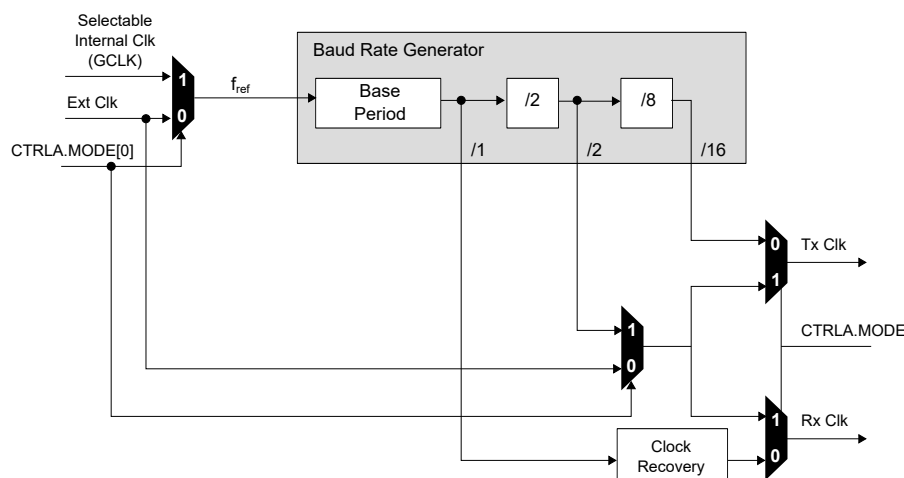 Selectable
Internal Clk
(GCLK)
Baud Rate Generator
1
fref
Base
Period
/2
/8
Ext Clk
0
CTRLA.MODE[0]
/1
/2
/16
0
Tx Clk
1
1
CTRLA.MODE
0
1
Rx Clk
Clock
Recovery
0